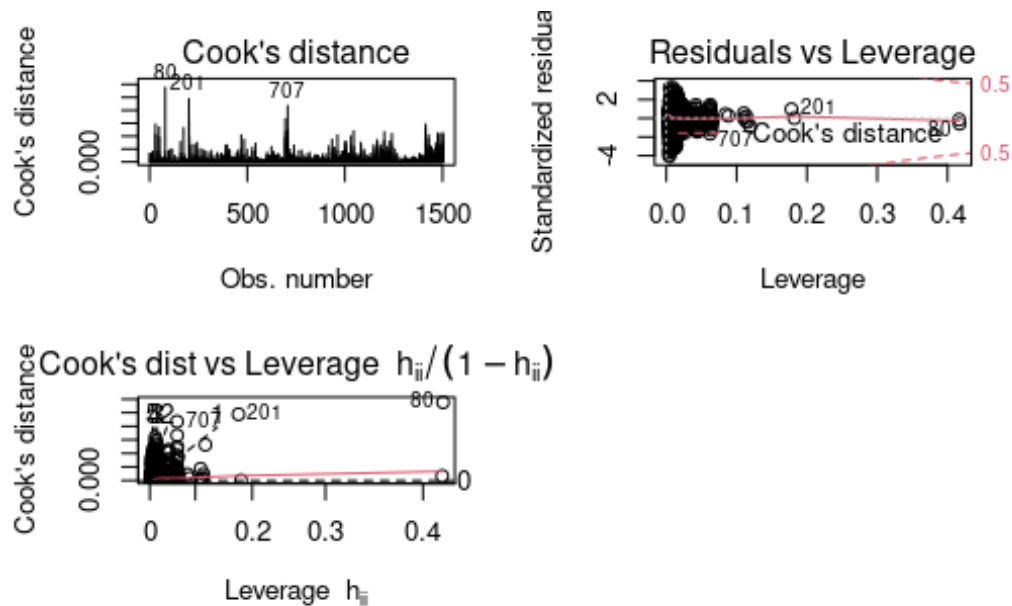 Cook's distance
Cook's distance
80
201
707
0.000
0 500 1000 1500
Obs. number
Residuals vs Leverage
Standardized residua
2
-4
201
80
707
Cook's distance
0.5
0.5
0.0 0.1 0.2 0.3 0.4
Leverage
Cook's dist vs Leverage hii/(1 − hii)
Cook's distance
0.000
707
1
201
80
0
0 0.2 0.3 0.4
Leverage hii